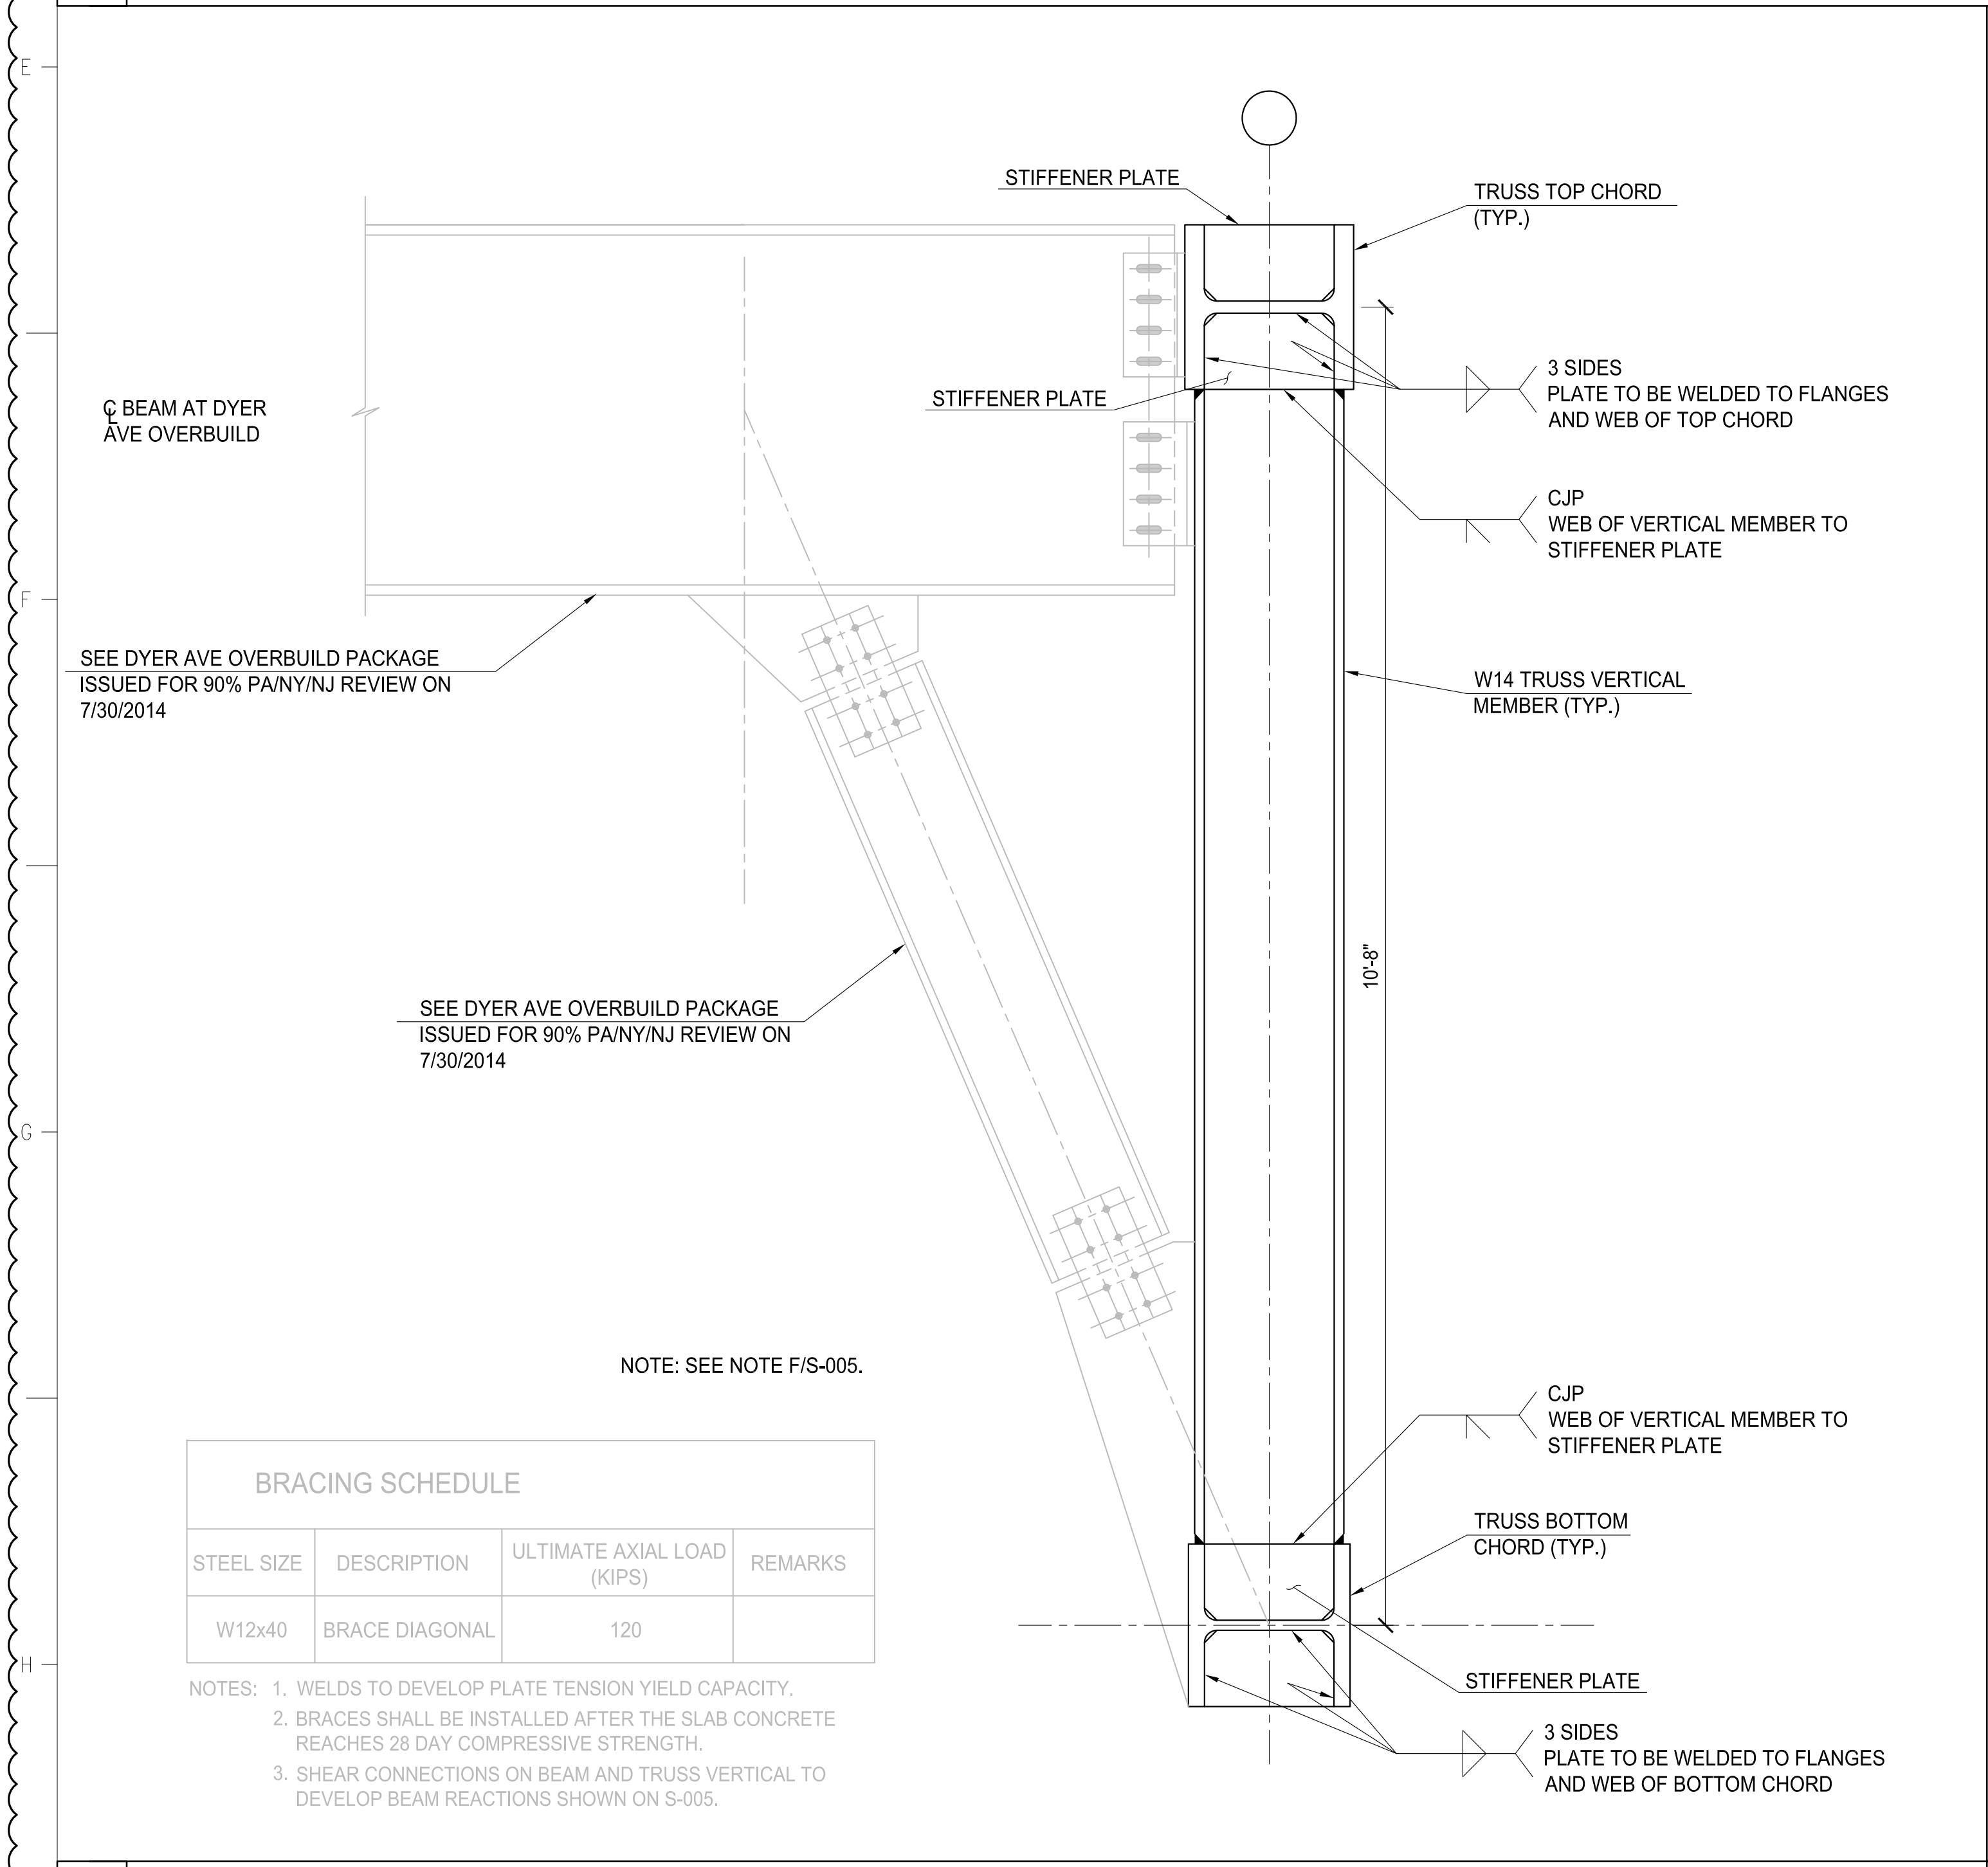 E
STIFFENER PLATE
TRUSS TOP CHORD
(TYP.)
3 SIDES
PLATE TO BE WELDED TO FLANGES
AND WEB OF TOP CHORD
STIFFENER PLATE
℄ BEAM AT DYER
AVE OVERBUILD
CJP
WEB OF VERTICAL MEMBER TO
STIFFENER PLATE
F
SEE DYER AVE OVERBUILD PACKAGE
ISSUED FOR 90% PA/NY/NJ REVIEW ON
7/30/2014
W14 TRUSS VERTICAL
MEMBER (TYP.)
10'-8"
SEE DYER AVE OVERBUILD PACKAGE
ISSUED FOR 90% PA/NY/NJ REVIEW ON
7/30/2014
G
NOTE: SEE NOTE F/S-005.
CJP
WEB OF VERTICAL MEMBER TO
STIFFENER PLATE
TRUSS BOTTOM
CHORD (TYP.)
BRACING SCHEDULE
STEEL SIZE DESCRIPTION ULTIMATE AXIAL LOAD REMARKS
(KIPS)
W12x40 BRACE DIAGONAL 120
H
STIFFENER PLATE
NOTES: 1. WELDS TO DEVELOP PLATE TENSION YIELD CAPACITY.
2. BRACES SHALL BE INSTALLED AFTER THE SLAB CONCRETE
REACHES 28 DAY COMPRESSIVE STRENGTH.
3. SHEAR CONNECTIONS ON BEAM AND TRUSS VERTICAL TO
DEVELOP BEAM REACTIONS SHOWN ON S-005.
3 SIDES
PLATE TO BE WELDED TO FLANGES
AND WEB OF BOTTOM CHORD